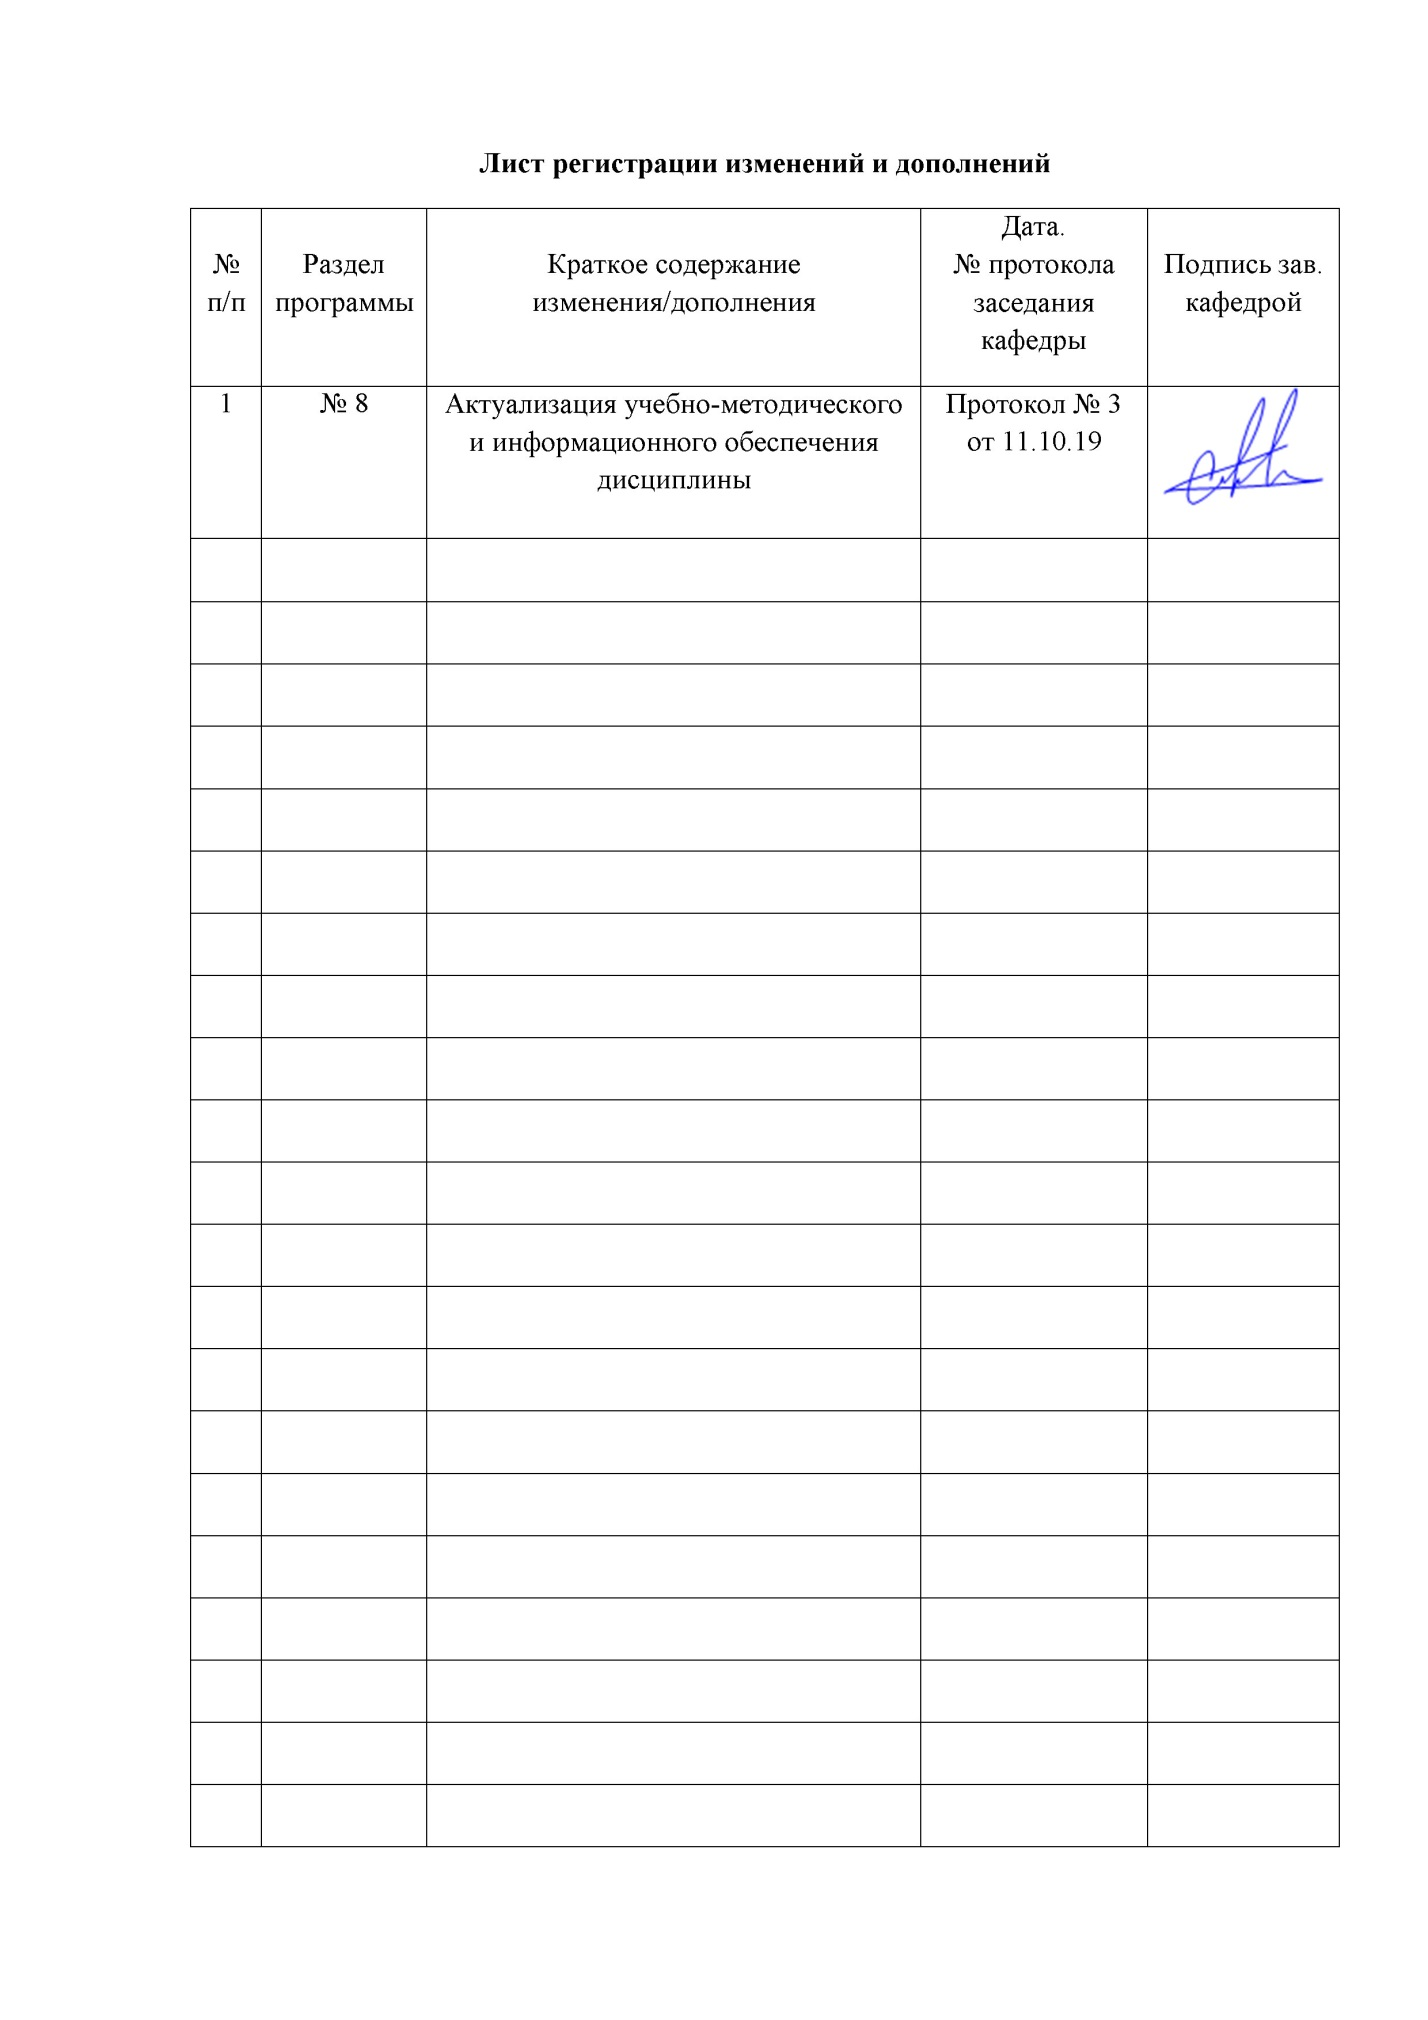 Лист регистрации изменений и дополнений
№
п/п
Раздел
программы
Краткое содержание
изменения/дополнения
Дата.
№ протокола
заседания
кафедры
Подпись зав.
кафедрой
1
№ 8
Актуализация учебно-методического
и информационного обеспечения
дисциплины
Протокол № 3
от 11.10.19